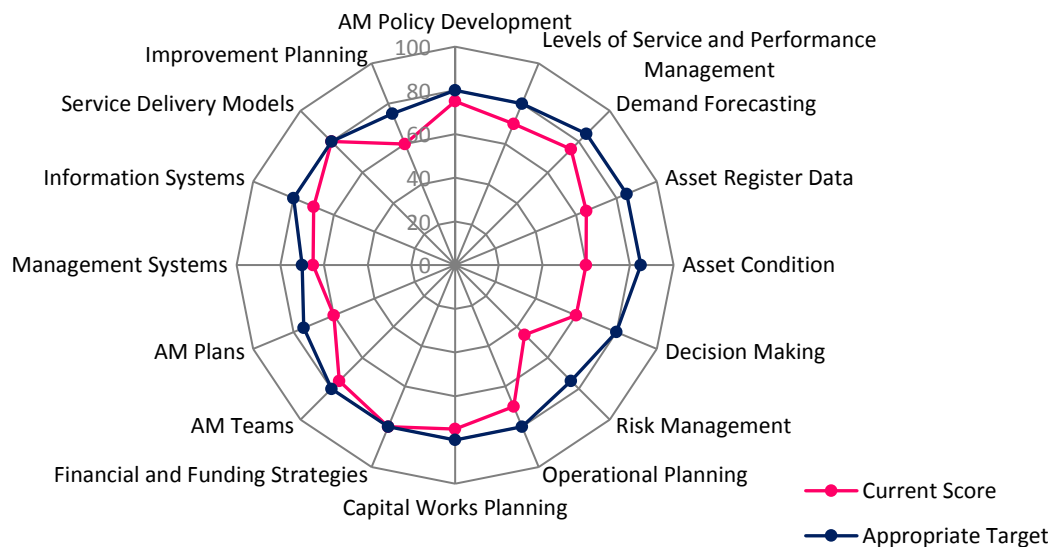 AM Policy Development
Levels of Service and Performance
Management
Demand Forecasting
Asset Register Data
Asset Condition
Decision Making
Risk Management
Operational Planning
Capital Works Planning
Financial and Funding Strategies
AM Teams
AM Plans
Management Systems
Information Systems
Service Delivery Models
Improvement Planning
100
80
60
40
20
0
Current Score
Appropriate Target